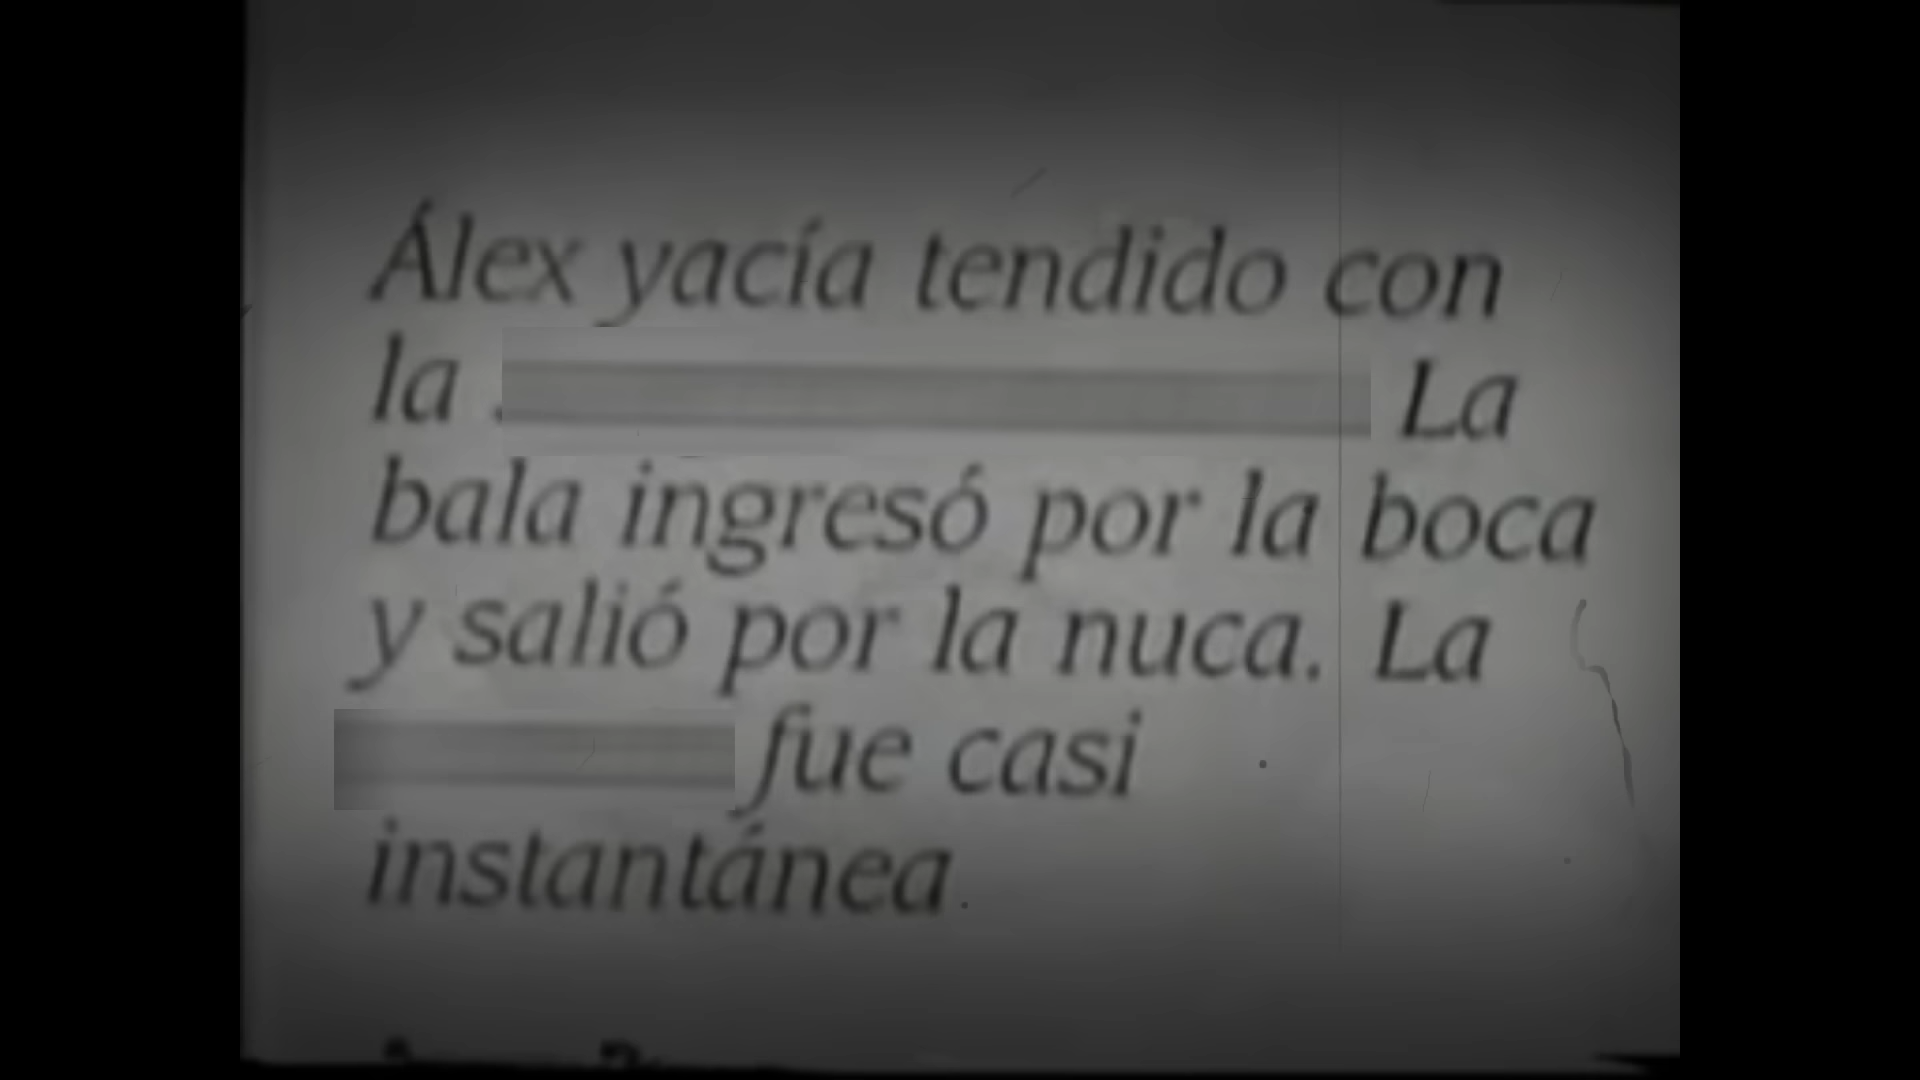 Álex yacía tendido con
la La
bala ingresó por la boca
y salió por la nuca. La
fue casi
instantánea.